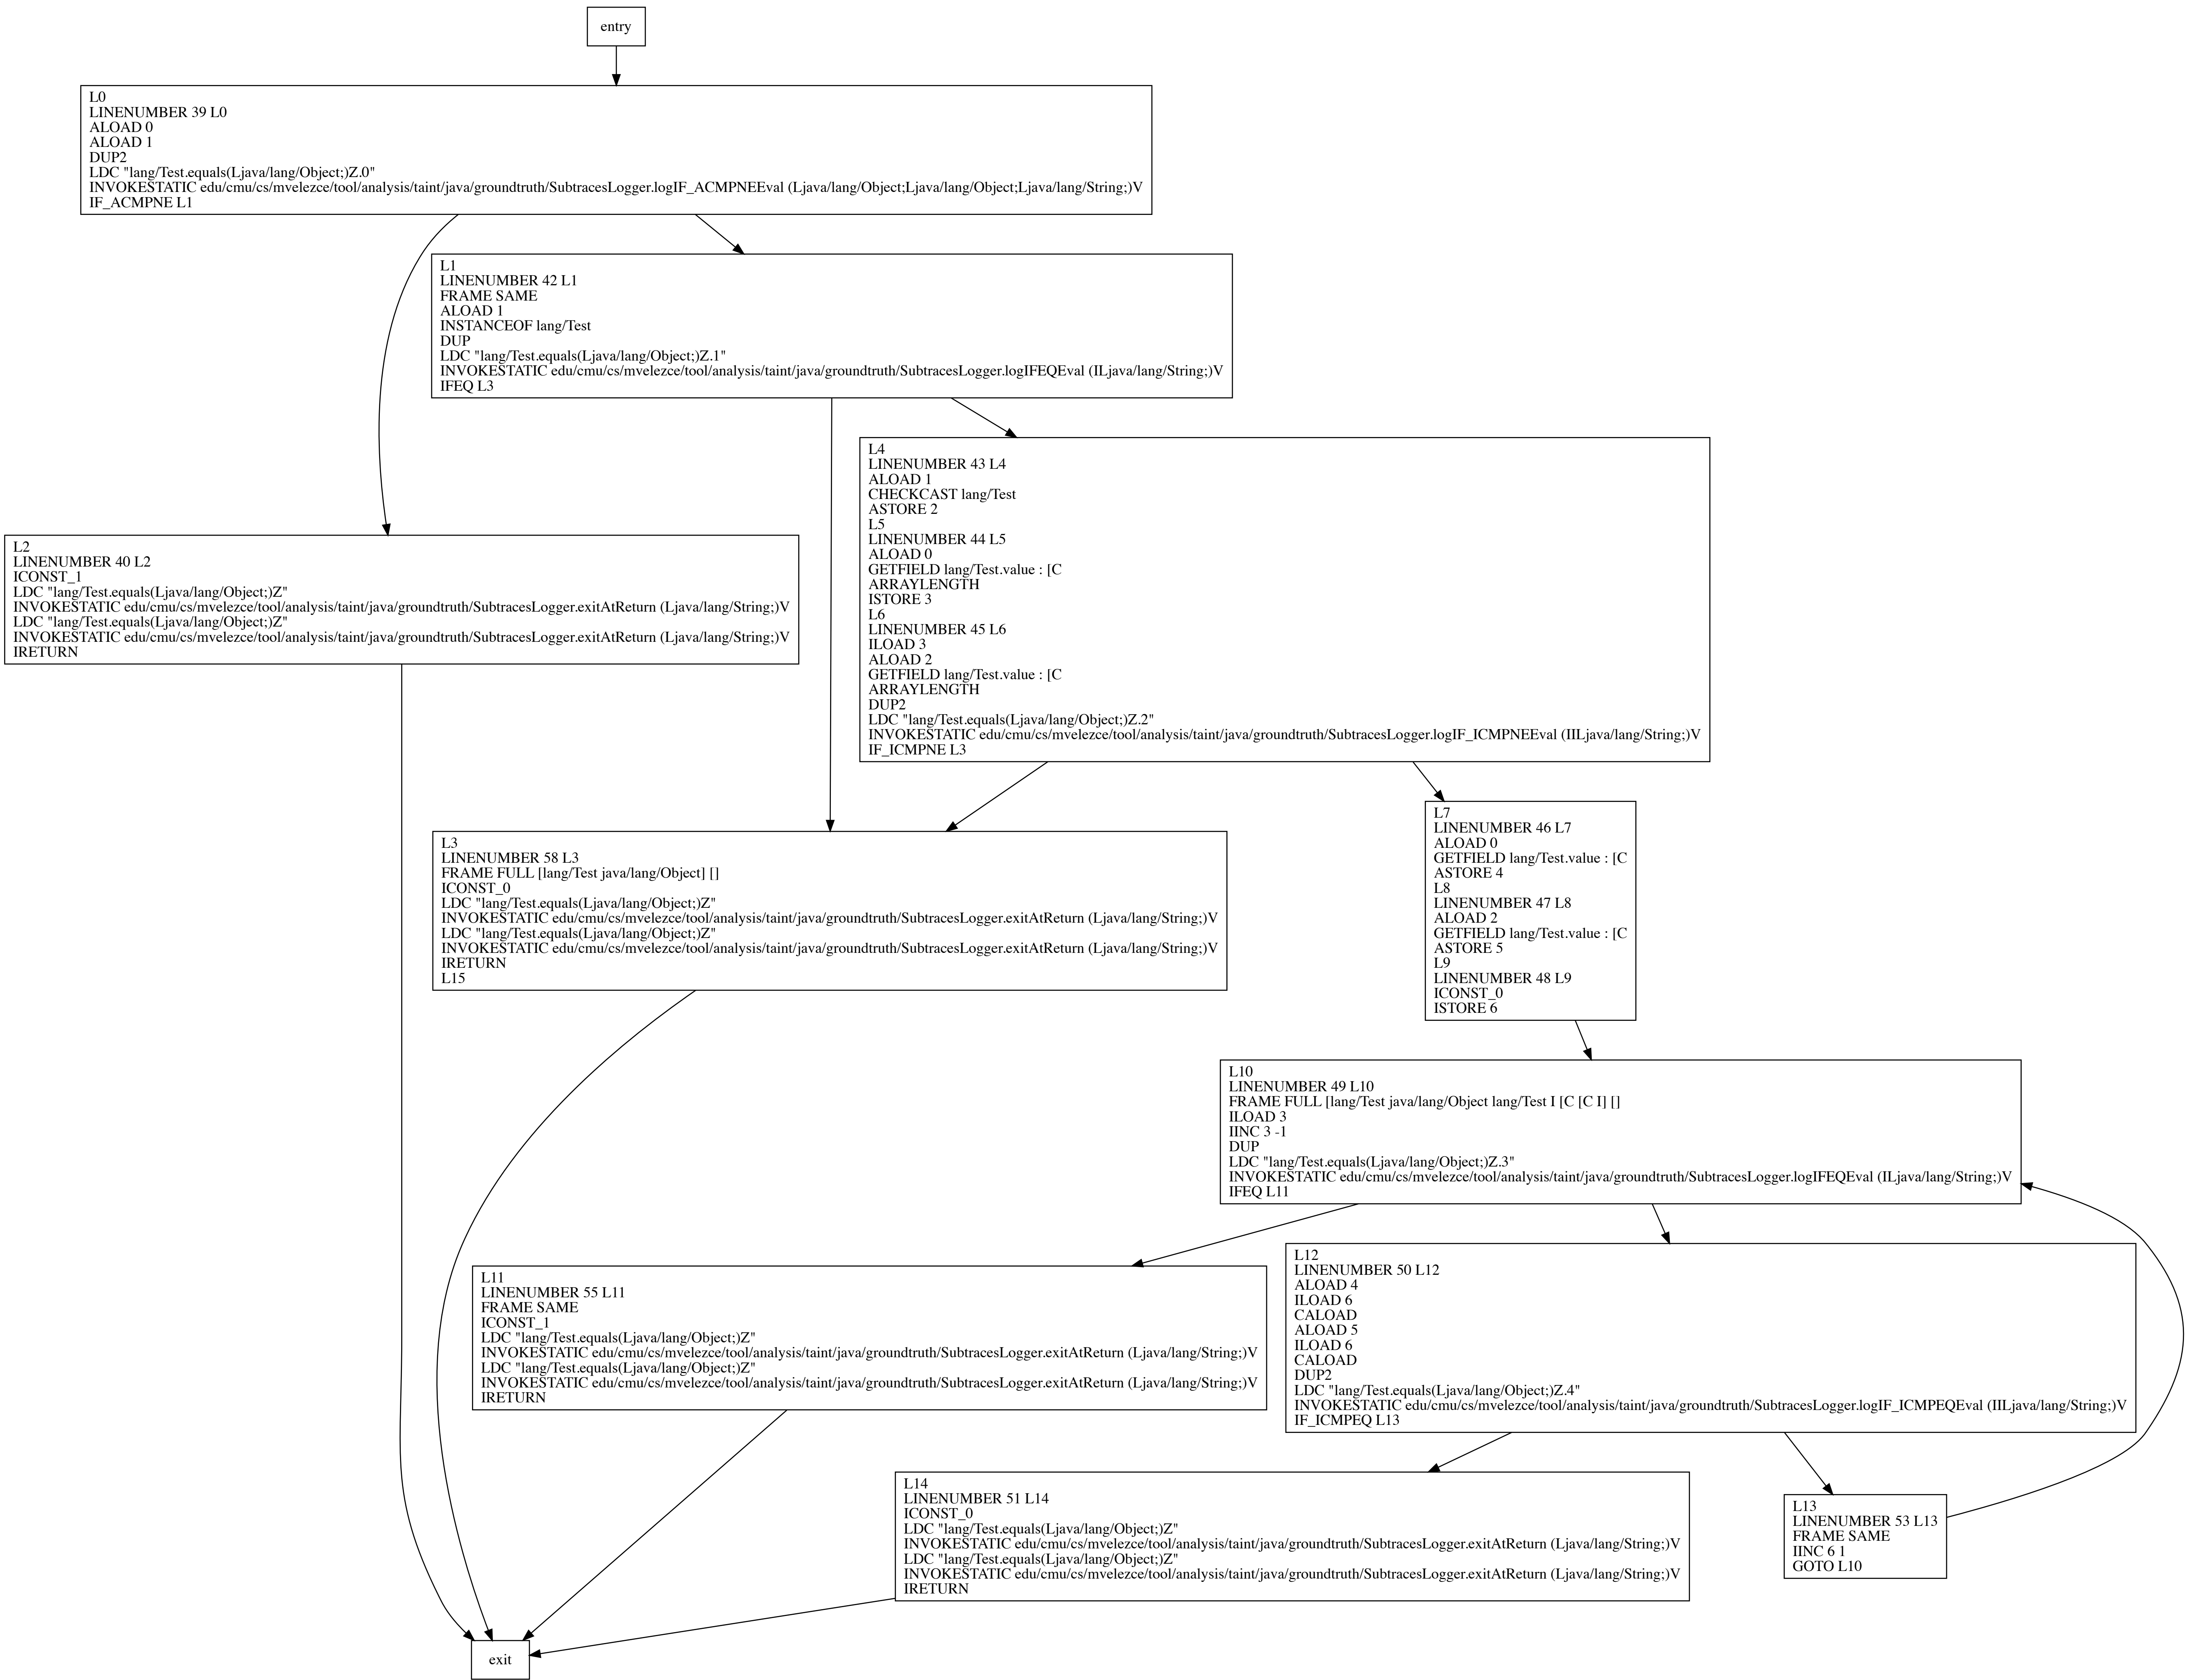 entry
L0
LINENUMBER 39 L0
ALOAD 0
ALOAD 1
DUP2
LDC "lang/Test.equals(Ljava/lang/Object;)Z.0"
INVOKESTATIC edu/cmu/cs/mvelezce/tool/analysis/taint/java/groundtruth/SubtracesLogger.logIF_ACMPNEEval (Ljava/lang/Object;Ljava/lang/Object;Ljava/lang/String;)V
IF_ACMPNE L1
L1
LINENUMBER 42 L1
FRAME SAME
ALOAD 1
INSTANCEOF lang/Test
DUP
LDC "lang/Test.equals(Ljava/lang/Object;)Z.1"
INVOKESTATIC edu/cmu/cs/mvelezce/tool/analysis/taint/java/groundtruth/SubtracesLogger.logIFEQEval (ILjava/lang/String;)V
IFEQ L3
L4
LINENUMBER 43 L4
ALOAD 1
CHECKCAST lang/Test
ASTORE 2
L5
LINENUMBER 44 L5
ALOAD 0
GETFIELD lang/Test.value : [C
ARRAYLENGTH
ISTORE 3
L6
LINENUMBER 45 L6
ILOAD 3
ALOAD 2
GETFIELD lang/Test.value : [C
ARRAYLENGTH
DUP2
LDC "lang/Test.equals(Ljava/lang/Object;)Z.2"
INVOKESTATIC edu/cmu/cs/mvelezce/tool/analysis/taint/java/groundtruth/SubtracesLogger.logIF_ICMPNEEval (IILjava/lang/String;)V
IF_ICMPNE L3
L2
LINENUMBER 40 L2
ICONST_1
LDC "lang/Test.equals(Ljava/lang/Object;)Z"
INVOKESTATIC edu/cmu/cs/mvelezce/tool/analysis/taint/java/groundtruth/SubtracesLogger.exitAtReturn (Ljava/lang/String;)V
LDC "lang/Test.equals(Ljava/lang/Object;)Z"
INVOKESTATIC edu/cmu/cs/mvelezce/tool/analysis/taint/java/groundtruth/SubtracesLogger.exitAtReturn (Ljava/lang/String;)V
IRETURN
L3
LINENUMBER 58 L3
FRAME FULL [lang/Test java/lang/Object] []
ICONST_0
LDC "lang/Test.equals(Ljava/lang/Object;)Z"
INVOKESTATIC edu/cmu/cs/mvelezce/tool/analysis/taint/java/groundtruth/SubtracesLogger.exitAtReturn (Ljava/lang/String;)V
LDC "lang/Test.equals(Ljava/lang/Object;)Z"
INVOKESTATIC edu/cmu/cs/mvelezce/tool/analysis/taint/java/groundtruth/SubtracesLogger.exitAtReturn (Ljava/lang/String;)V
IRETURN
L15
L7
LINENUMBER 46 L7
ALOAD 0
GETFIELD lang/Test.value : [C
ASTORE 4
L8
LINENUMBER 47 L8
ALOAD 2
GETFIELD lang/Test.value : [C
ASTORE 5
L9
LINENUMBER 48 L9
ICONST_0
ISTORE 6
L10
LINENUMBER 49 L10
FRAME FULL [lang/Test java/lang/Object lang/Test I [C [C I] []
ILOAD 3
IINC 3 -1
DUP
LDC "lang/Test.equals(Ljava/lang/Object;)Z.3"
INVOKESTATIC edu/cmu/cs/mvelezce/tool/analysis/taint/java/groundtruth/SubtracesLogger.logIFEQEval (ILjava/lang/String;)V
IFEQ L11
L11
LINENUMBER 55 L11
FRAME SAME
ICONST_1
LDC "lang/Test.equals(Ljava/lang/Object;)Z"
INVOKESTATIC edu/cmu/cs/mvelezce/tool/analysis/taint/java/groundtruth/SubtracesLogger.exitAtReturn (Ljava/lang/String;)V
LDC "lang/Test.equals(Ljava/lang/Object;)Z"
INVOKESTATIC edu/cmu/cs/mvelezce/tool/analysis/taint/java/groundtruth/SubtracesLogger.exitAtReturn (Ljava/lang/String;)V
IRETURN
L12
LINENUMBER 50 L12
ALOAD 4
ILOAD 6
CALOAD
ALOAD 5
ILOAD 6
CALOAD
DUP2
LDC "lang/Test.equals(Ljava/lang/Object;)Z.4"
INVOKESTATIC edu/cmu/cs/mvelezce/tool/analysis/taint/java/groundtruth/SubtracesLogger.logIF_ICMPEQEval (IILjava/lang/String;)V
IF_ICMPEQ L13
L14
LINENUMBER 51 L14
ICONST_0
LDC "lang/Test.equals(Ljava/lang/Object;)Z"
INVOKESTATIC edu/cmu/cs/mvelezce/tool/analysis/taint/java/groundtruth/SubtracesLogger.exitAtReturn (Ljava/lang/String;)V
LDC "lang/Test.equals(Ljava/lang/Object;)Z"
INVOKESTATIC edu/cmu/cs/mvelezce/tool/analysis/taint/java/groundtruth/SubtracesLogger.exitAtReturn (Ljava/lang/String;)V
IRETURN
L13
LINENUMBER 53 L13
FRAME SAME
IINC 6 1
GOTO L10
exit